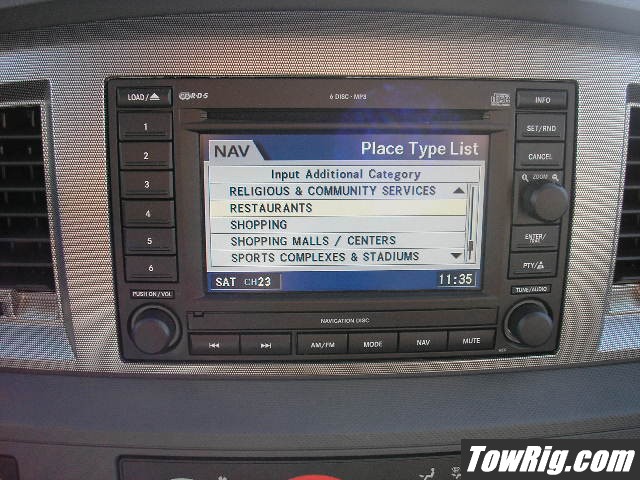 LOAD/
R·D·S
6 DISC · MP3
INFO
1
2
3
4
5
6
SET/RND
CANCEL
ZOOM
ENTER/
PTY/
NAV Place Type List
Input Additional Category
RELIGIOUS & COMMUNITY SERVICES
RESTAURANTS
SHOPPING
SHOPPING MALLS / CENTERS
SPORTS COMPLEXES & STADIUMS
SAT CH23 11:35
PUSH ON/VOL
TUNE/AUDIO
NAVIGATION DISC
AM/FM
MODE
NAV
MUTE
TowRig.com